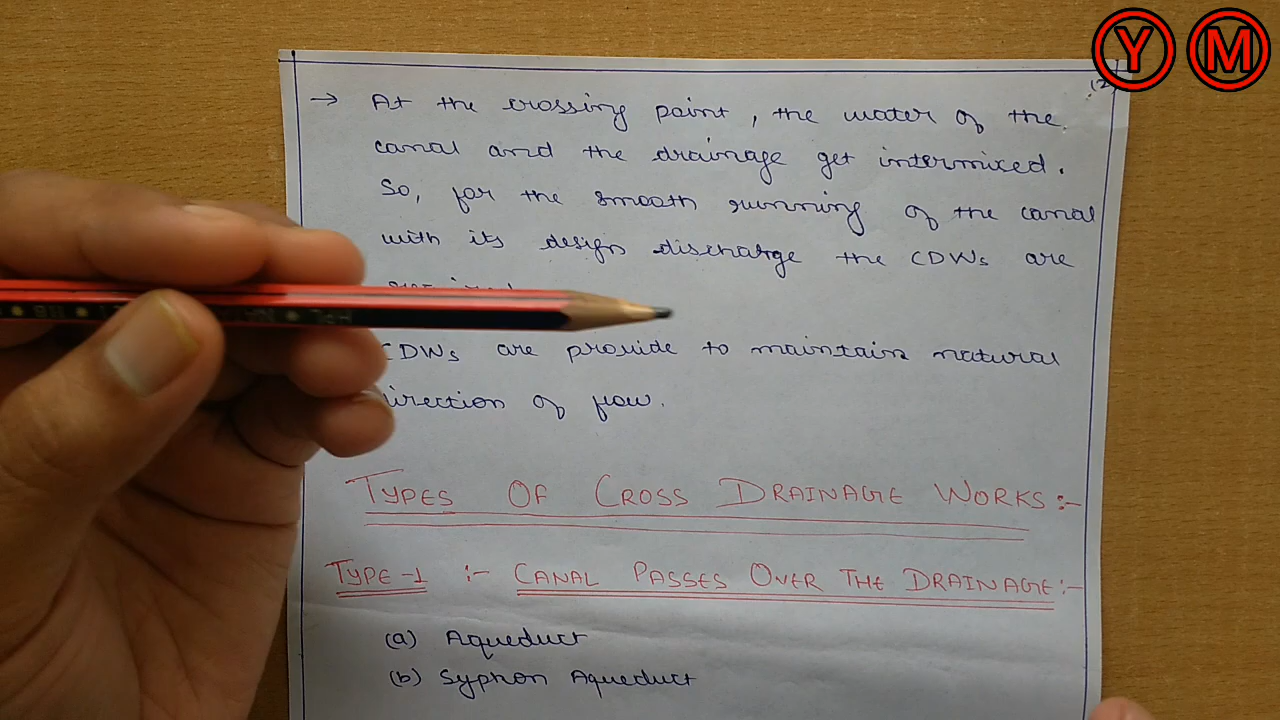 Y M
(2)
→ At the crossing point, the water of the
canal and the drainage get intermixed.
So, for the smooth running of the canal
with its design discharge the CDWs are
CDWs are provide to maintain natural
direction of flow.
TYPES OF CROSS DRAINAGE WORKS:-
TYPE-1 :- CANAL PASSES OVER THE DRAINAGE:-
(a) Aqueduct
(b) Syphon Aqueduct